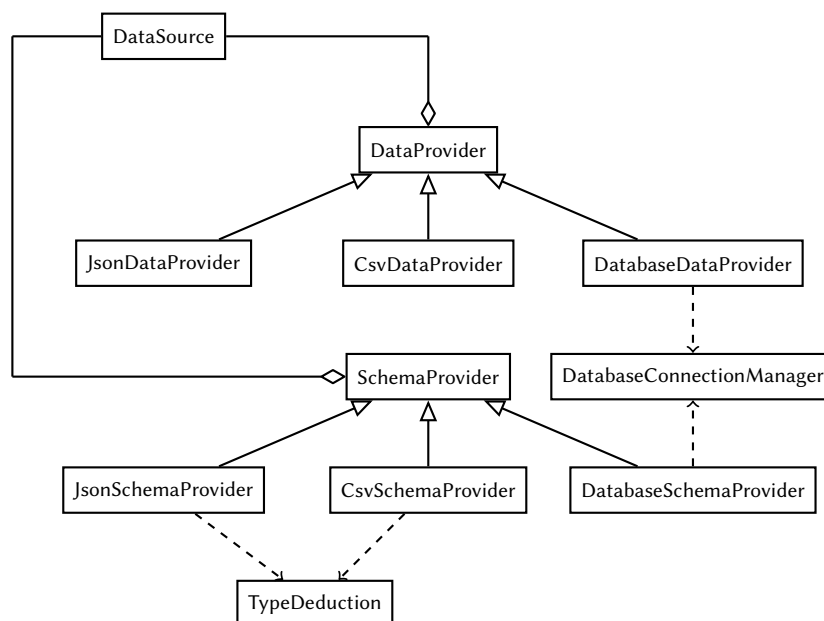 DataSource
DataProvider
JsonDataProvider
CsvDataProvider
DatabaseDataProvider
SchemaProvider
DatabaseConnectionManager
JsonSchemaProvider
CsvSchemaProvider
DatabaseSchemaProvider
TypeDeduction